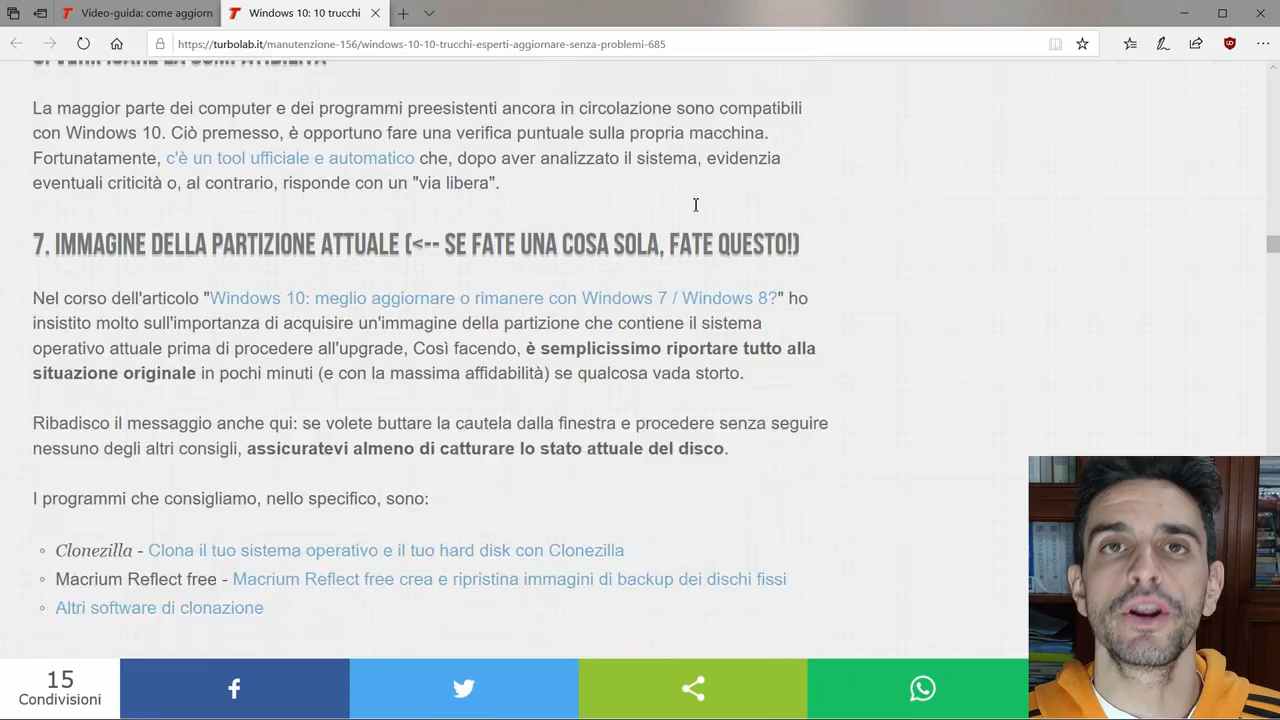 Video-guida: come aggiorn
Windows 10: 10 trucchi
https://turbolab.it/manutenzione-156/windows-10-10-trucchi-esperti-aggiornare-senza-problemi-685
La maggior parte dei computer e dei programmi preesistenti ancora in circolazione sono compatibili
con Windows 10. Ciò premesso, è opportuno fare una verifica puntuale sulla propria macchina.
Fortunatamente, c'è un tool ufficiale e automatico che, dopo aver analizzato il sistema, evidenzia
eventuali criticità o, al contrario, risponde con un "via libera".
7. IMMAGINE DELLA PARTIZIONE ATTUALE (<-- SE FATE UNA COSA SOLA, FATE QUESTO!)
Nel corso dell'articolo "Windows 10: meglio aggiornare o rimanere con Windows 7 / Windows 8?" ho
insistito molto sull'importanza di acquisire un'immagine della partizione che contiene il sistema
operativo attuale prima di procedere all'upgrade, Così facendo, è semplicissimo riportare tutto alla
situazione originale in pochi minuti (e con la massima affidabilità) se qualcosa vada storto.
Ribadisco il messaggio anche qui: se volete buttare la cautela dalla finestra e procedere senza seguire
nessuno degli altri consigli, assicuratevi almeno di catturare lo stato attuale del disco.
I programmi che consigliamo, nello specifico, sono:
Clonezilla - Clona il tuo sistema operativo e il tuo hard disk con Clonezilla
Macrium Reflect free - Macrium Reflect free crea e ripristina immagini di backup dei dischi fissi
Altri software di clonazione
15
Condivisioni